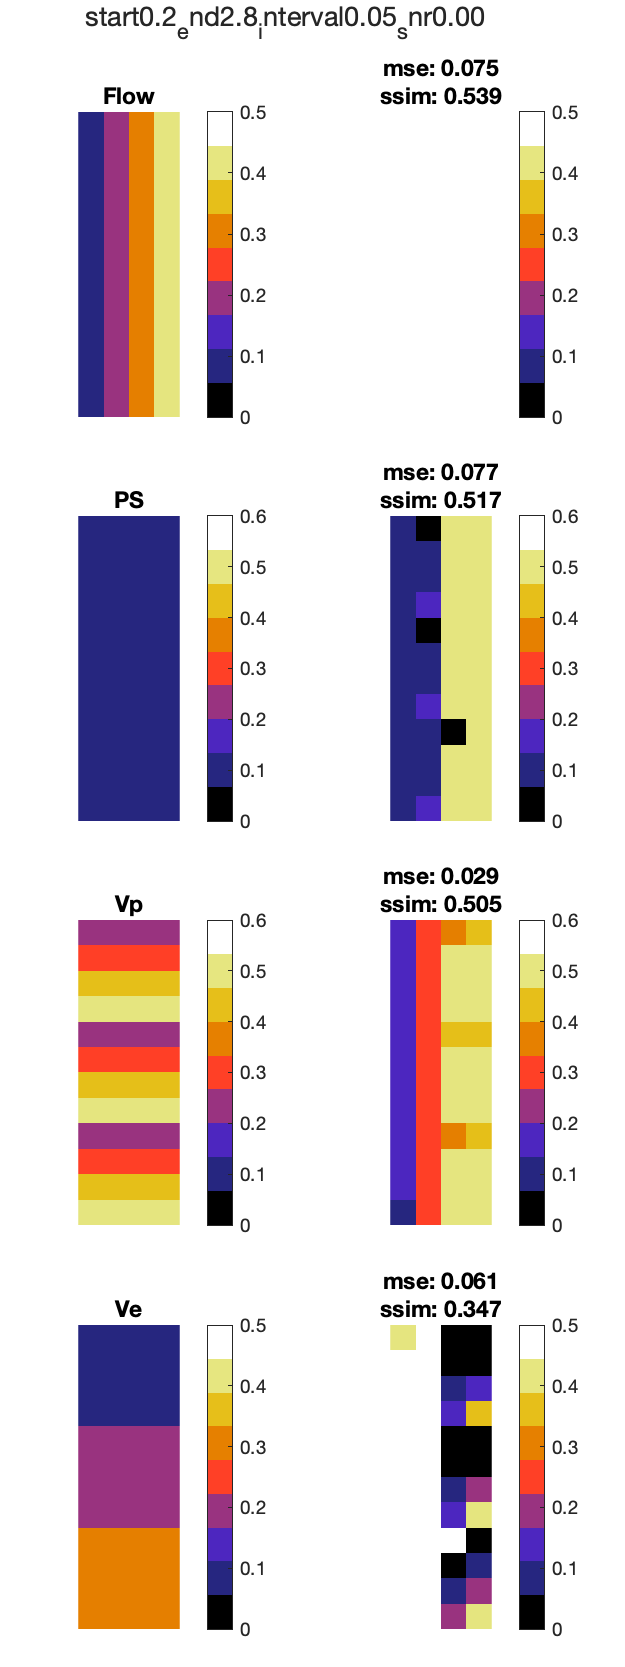 start0.2end2.8interval0.05snr0.00
mse: 0.075
Flow ssim: 0.539
0.5 0.5
0.4 0.4
0.3 0.3
0.2 0.2
0.1 0.1
0 0
mse: 0.077
PS ssim: 0.517
0.6 0.6
0.5 0.5
0.4 0.4
0.3 0.3
0.2 0.2
0.1 0.1
0 0
mse: 0.029
Vp ssim: 0.505
0.6 0.6
0.5 0.5
0.4 0.4
0.3 0.3
0.2 0.2
0.1 0.1
0 0
mse: 0.061
Ve ssim: 0.347
0.5 0.5
0.4 0.4
0.3 0.3
0.2 0.2
0.1 0.1
0 0